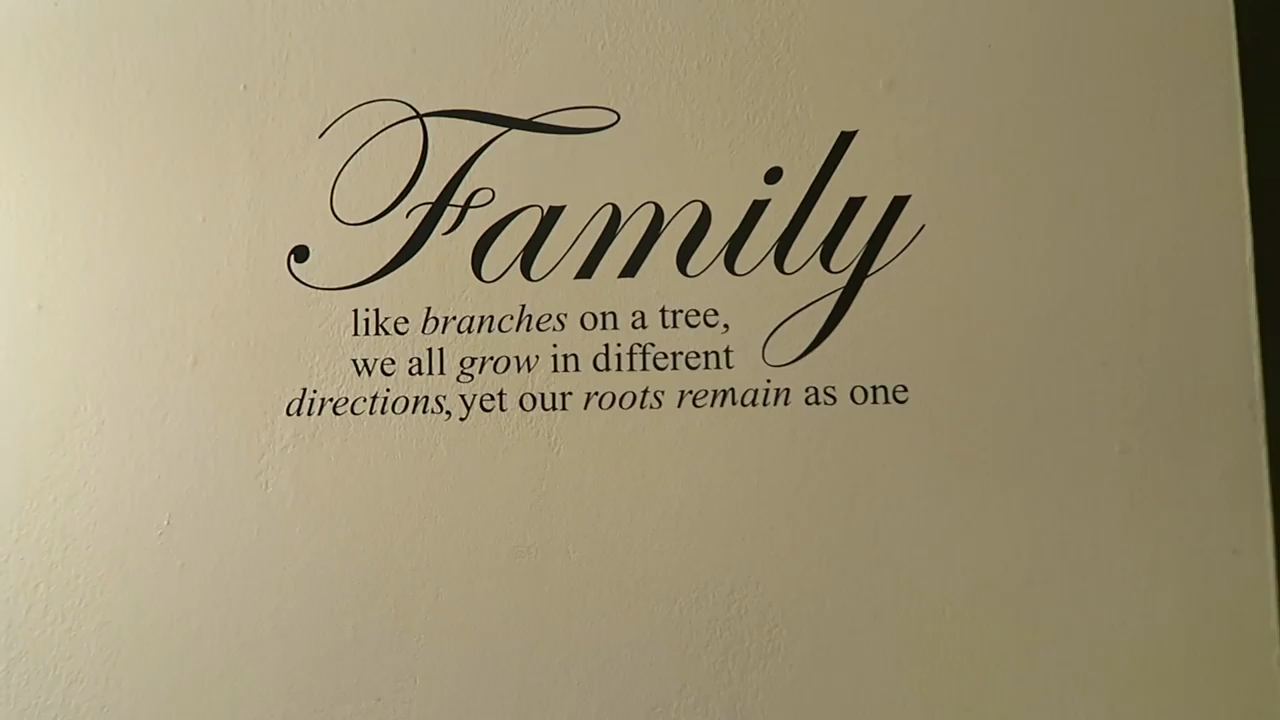 Family
like branches on a tree,
we all grow in different
directions, yet our roots remain as one